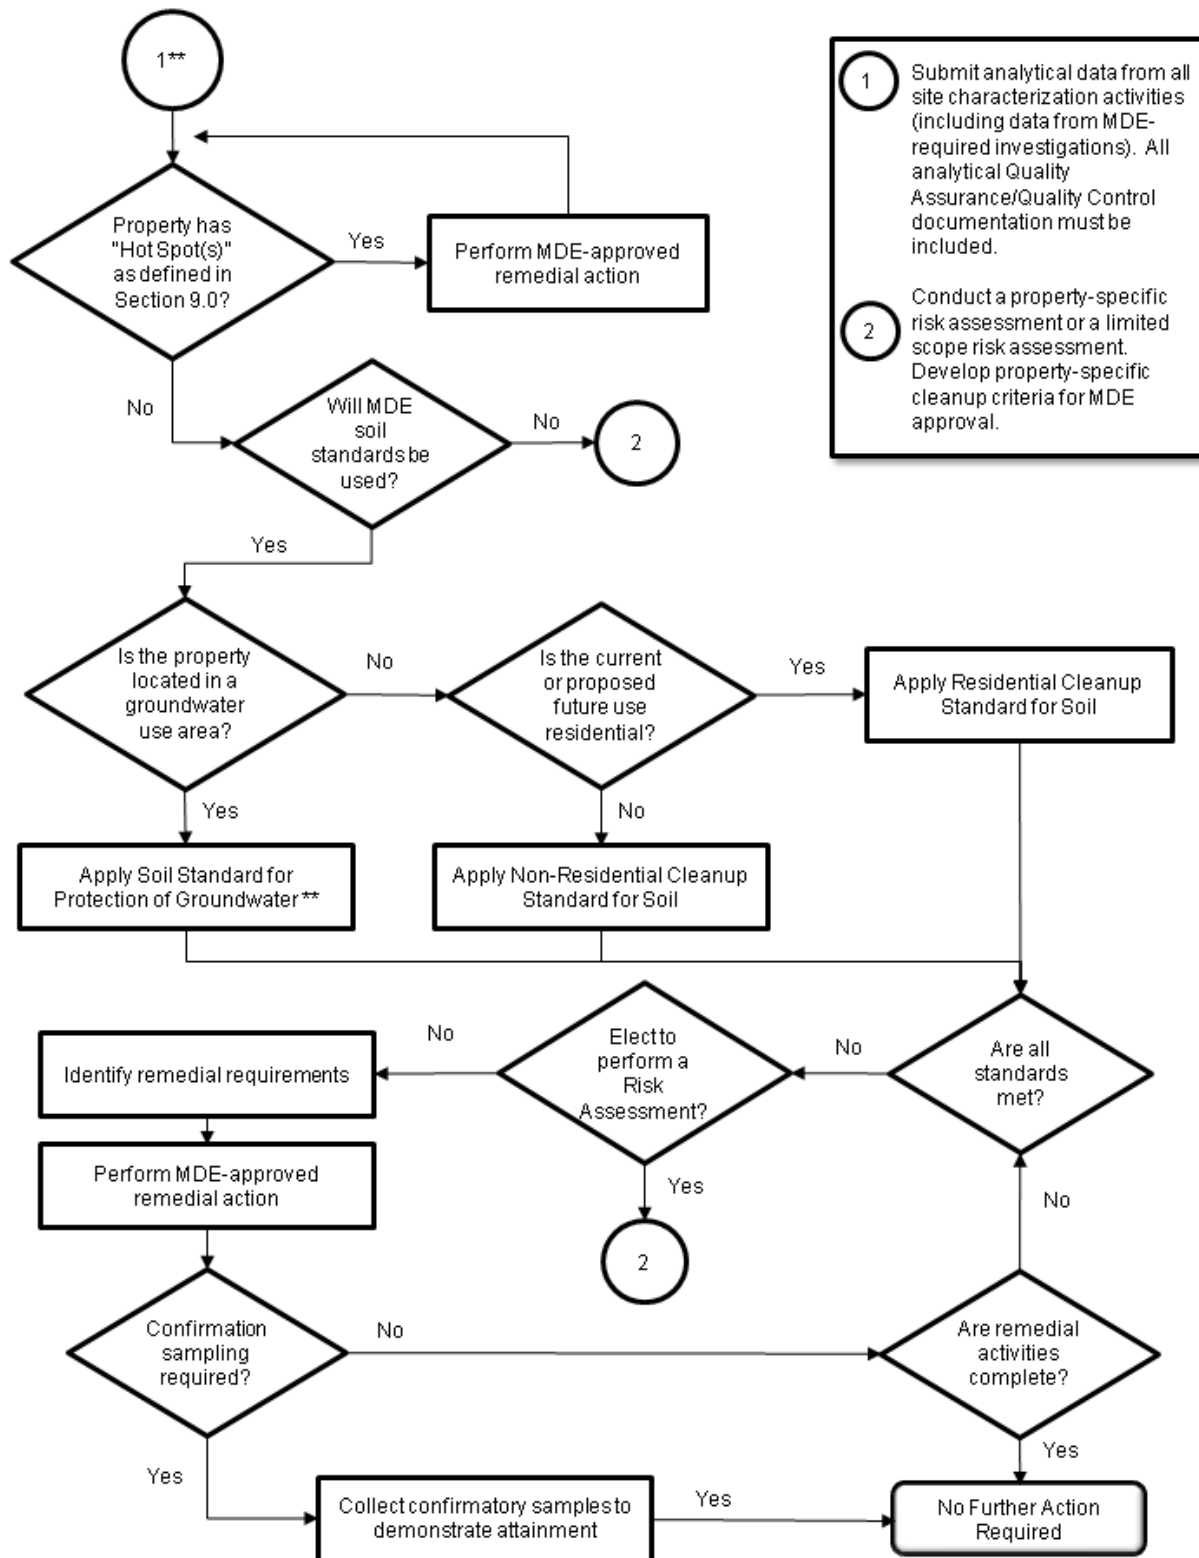 1**
Property has
"Hot Spot(s)"
as defined in
Section 9.0?
Yes
Perform MDE-approved
remedial action
No
1
Submit analytical data from all
site characterization activities
(including data from MDE-
required investigations). All
analytical Quality
Assurance/Quality Control
documentation must be
included.
2
Conduct a property-specific
risk assessment or a limited
scope risk assessment.
Develop property-specific
cleanup criteria for MDE
approval.
Will MDE
soil
standards be
used?
No
2
Yes
Is the property
located in a
groundwater
use area?
No
Is the current
or proposed
future use
residential?
Yes
Apply Residential Cleanup
Standard for Soil
Yes
No
Apply Soil Standard for
Protection of Groundwater **
Apply Non-Residential Cleanup
Standard for Soil
Are all
standards
met?
No
Elect to
perform a
Risk
Assessment?
No
Identify remedial requirements
Yes
2
Perform MDE-approved
remedial action
Confirmation
sampling
required?
No
Are remedial
activities
complete?
No
Yes
Yes
Collect confirmatory samples to
demonstrate attainment
Yes
No Further Action
Required